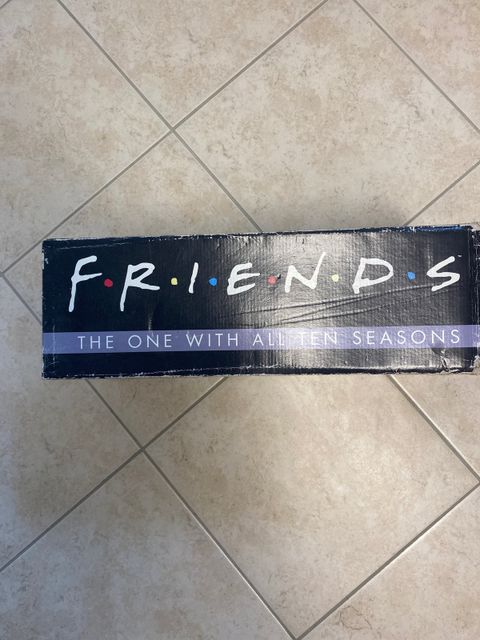 F·R·I·E·N·D·S
THE ONE WITH ALL TEN SEASONS